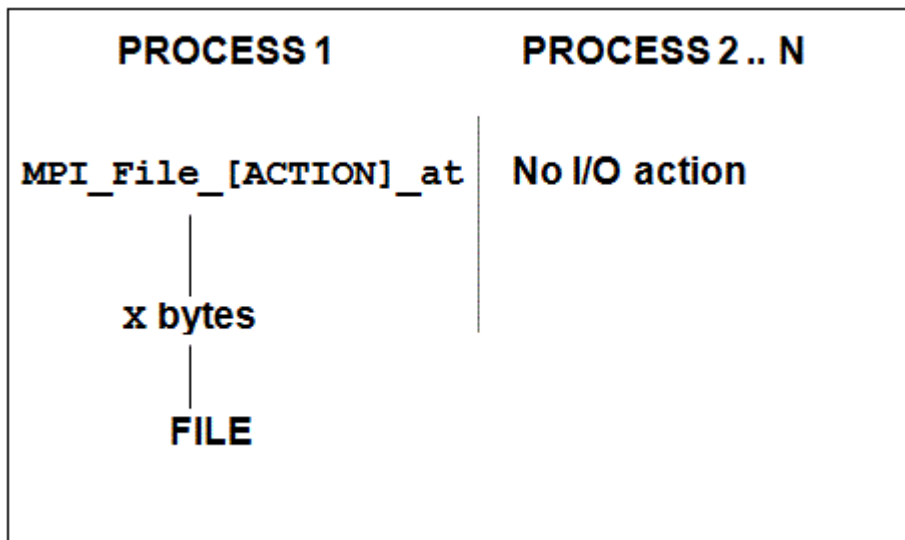 PROCESS 1
PROCESS 2 .. N
MPI_File_[ACTION]_at
No I/O action
x bytes
FILE